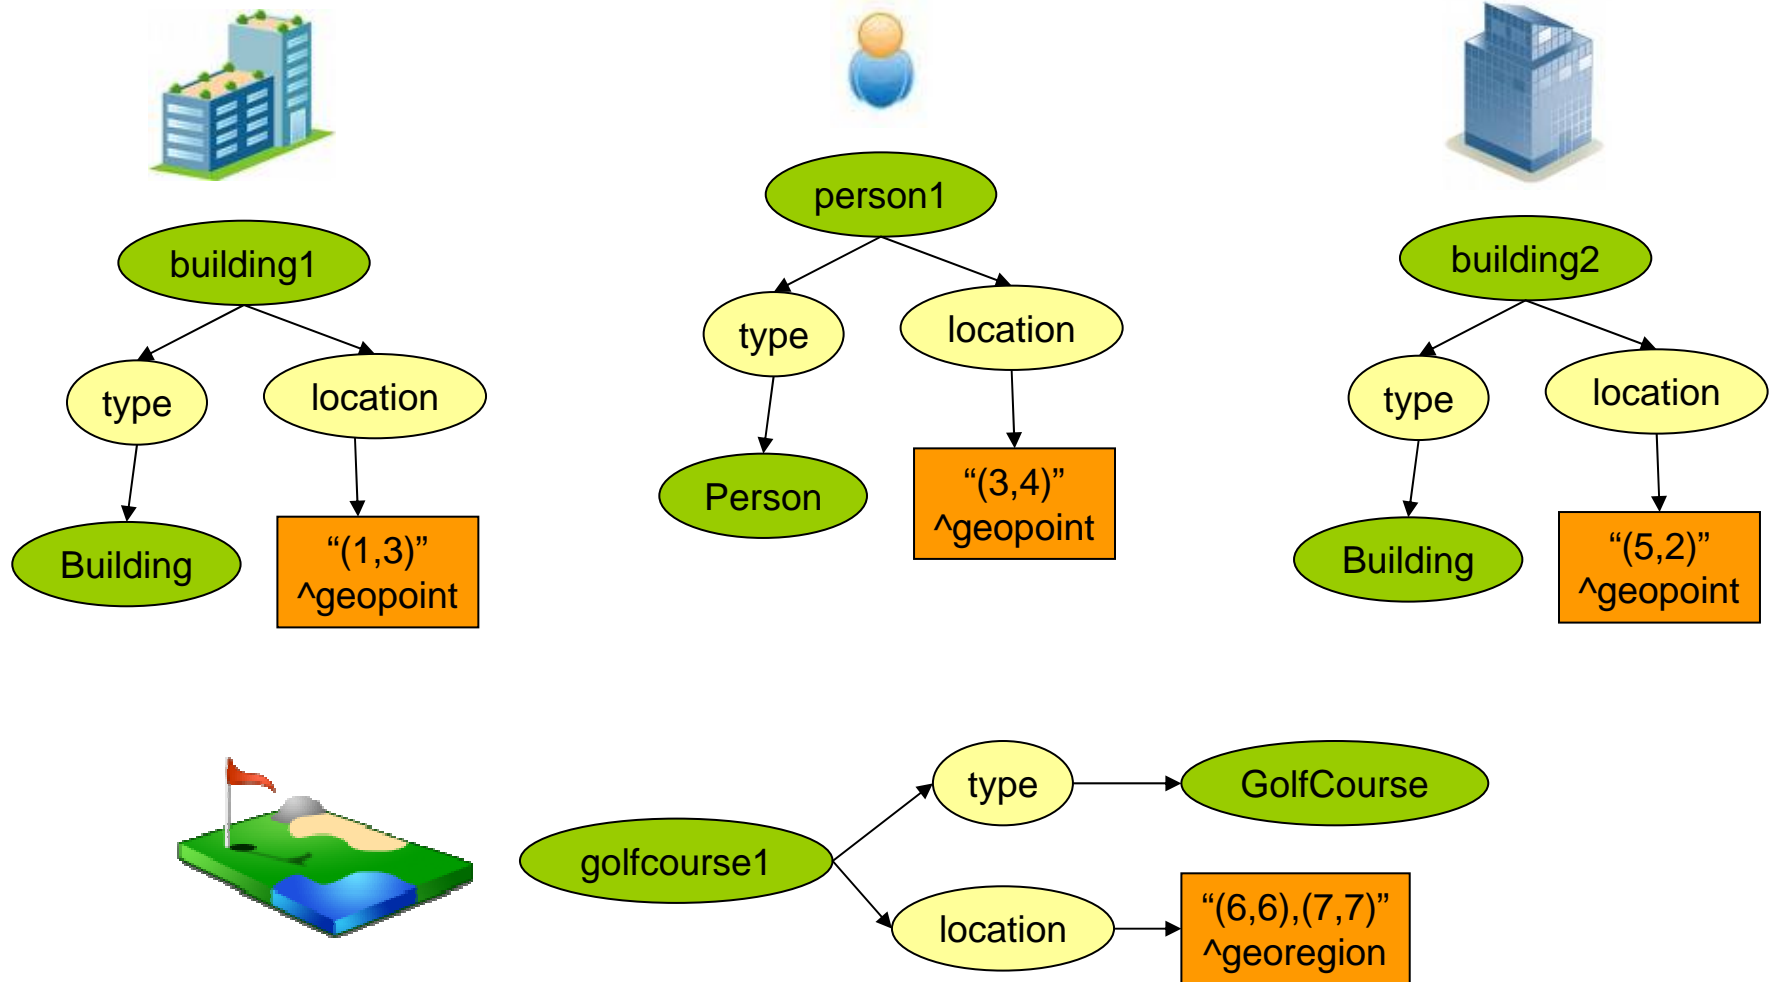 person1
building1
building2
type
location
type
location
type
location
Person
“(3,4)”
^geopoint
Building
“(1,3)”
^geopoint
Building
“(5,2)”
^geopoint
type
GolfCourse
golfcourse1
location
“(6,6),(7,7)”
^georegion